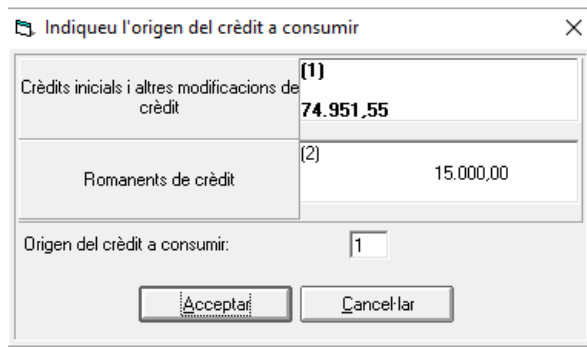 Indiqueu l'origen del crèdit a consumir
Crèdits inicials i altres modificacions de
crèdit
(1)
74.951,55
Romanents de crèdit
(2)
15.000,00
Origen del crèdit a consumir:
1
Acceptar
Cancel·lar